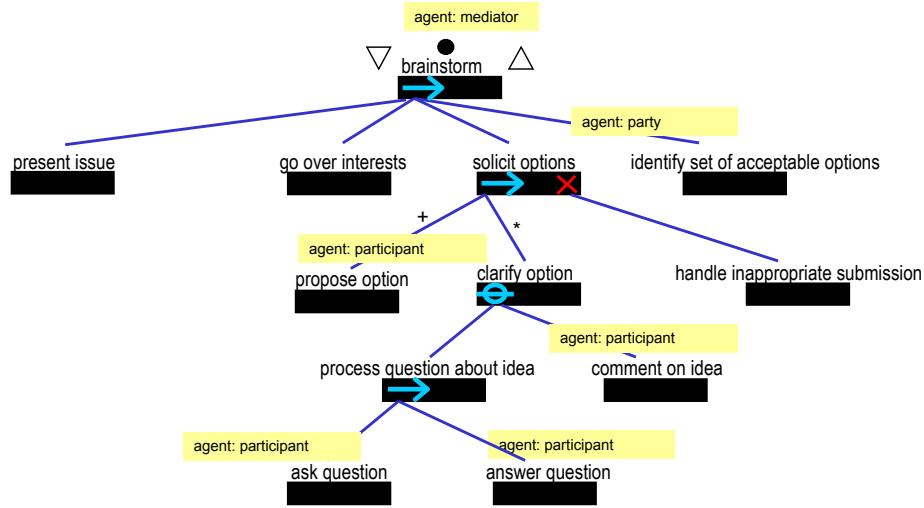 agent: mediator
brainstorm
agent: party
present issue
go over interests
solicit options
identify set of acceptable options
+
*
agent: participant
propose option
clarify option
handle inappropriate submission
agent: participant
process question about idea
comment on idea
agent: participant
agent: participant
ask question
answer question